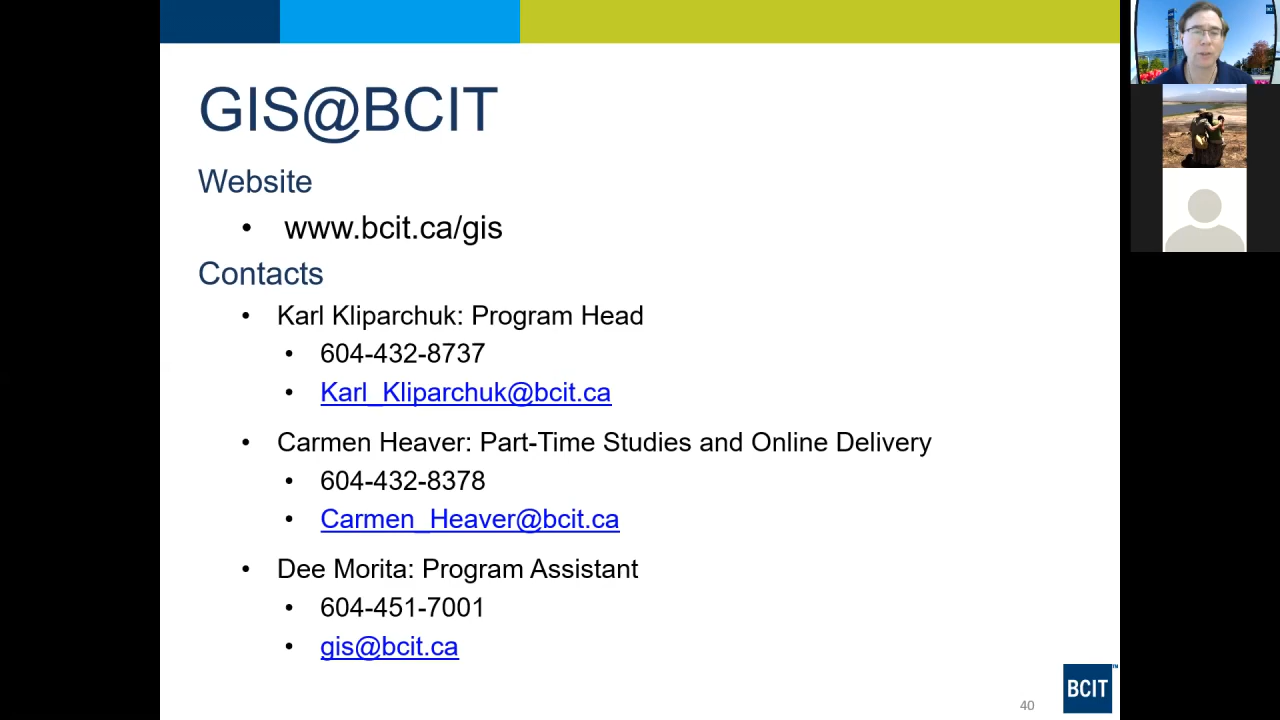 GIS@BCIT
Website
• www.bcit.ca/gis
Contacts
• Karl Kliparchuk: Program Head
• 604-432-8737
• Karl_Kliparchuk@bcit.ca
• Carmen Heaver: Part-Time Studies and Online Delivery
• 604-432-8378
• Carmen_Heaver@bcit.ca
• Dee Morita: Program Assistant
• 604-451-7001
• gis@bcit.ca
40
BCIT™